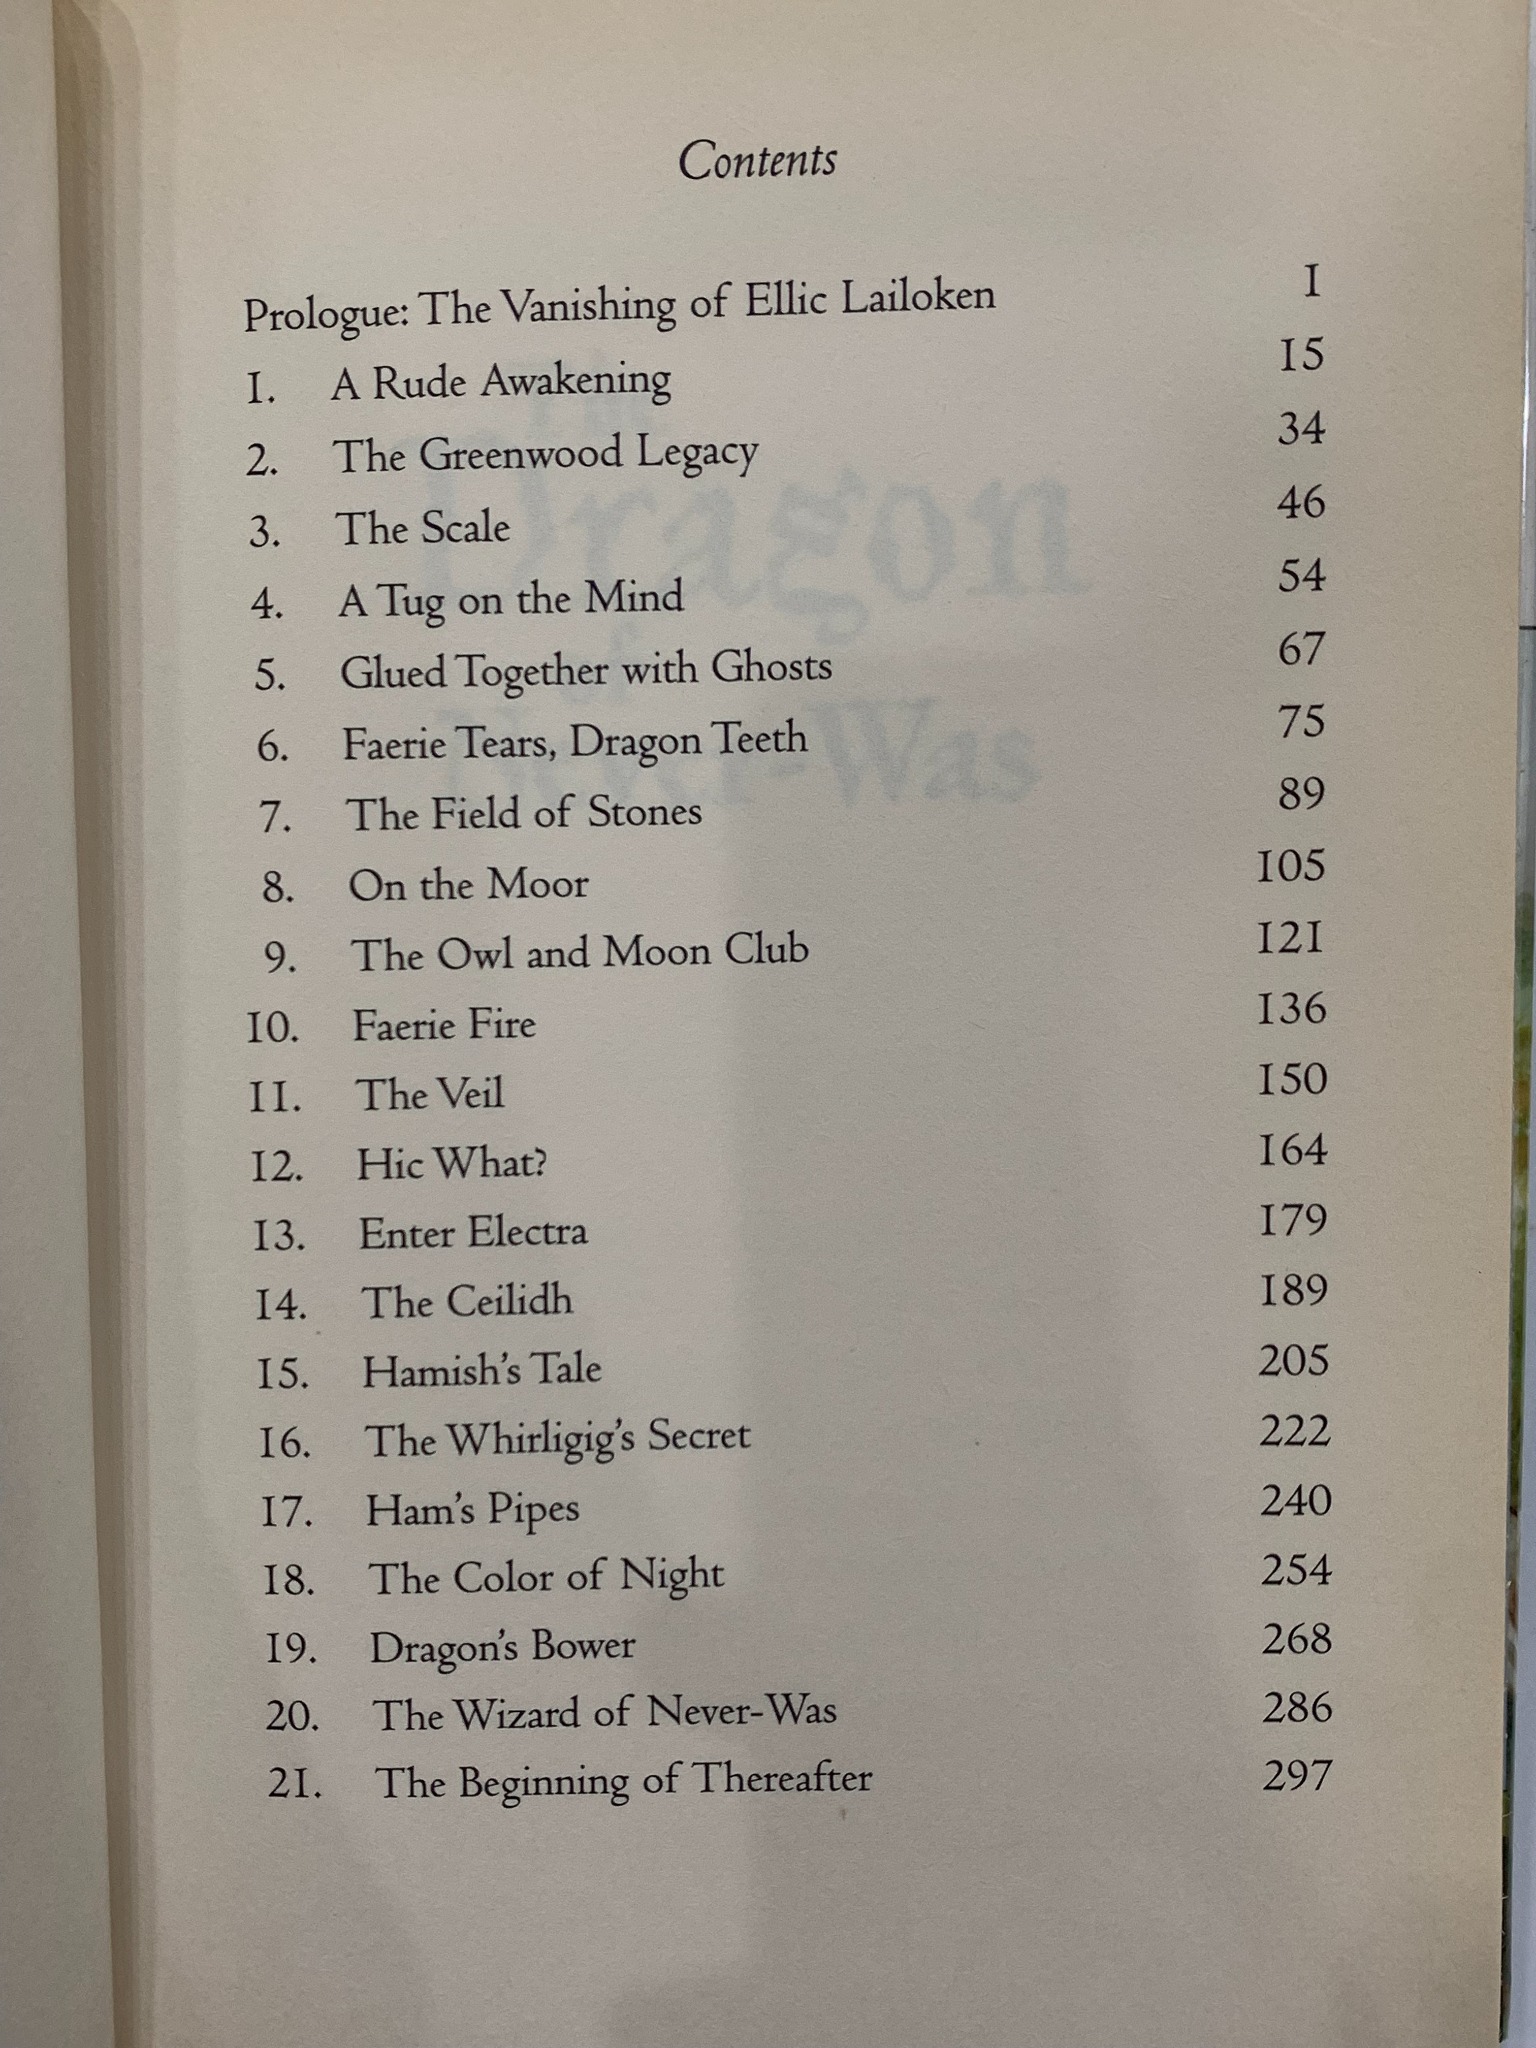 Contents
Prologue: The Vanishing of Ellic Lailoken 1
1. A Rude Awakening 15
2. The Greenwood Legacy 34
3. The Scale 46
4. A Tug on the Mind 54
5. Glued Together with Ghosts 67
6. Faerie Tears, Dragon Teeth 75
7. The Field of Stones 89
8. On the Moor 105
9. The Owl and Moon Club 121
10. Faerie Fire 136
11. The Veil 150
12. Hic What? 164
13. Enter Electra 179
14. The Ceilidh 189
15. Hamish's Tale 205
16. The Whirligig's Secret 222
17. Ham's Pipes 240
18. The Color of Night 254
19. Dragon's Bower 268
20. The Wizard of Never-Was 286
21. The Beginning of Thereafter 297